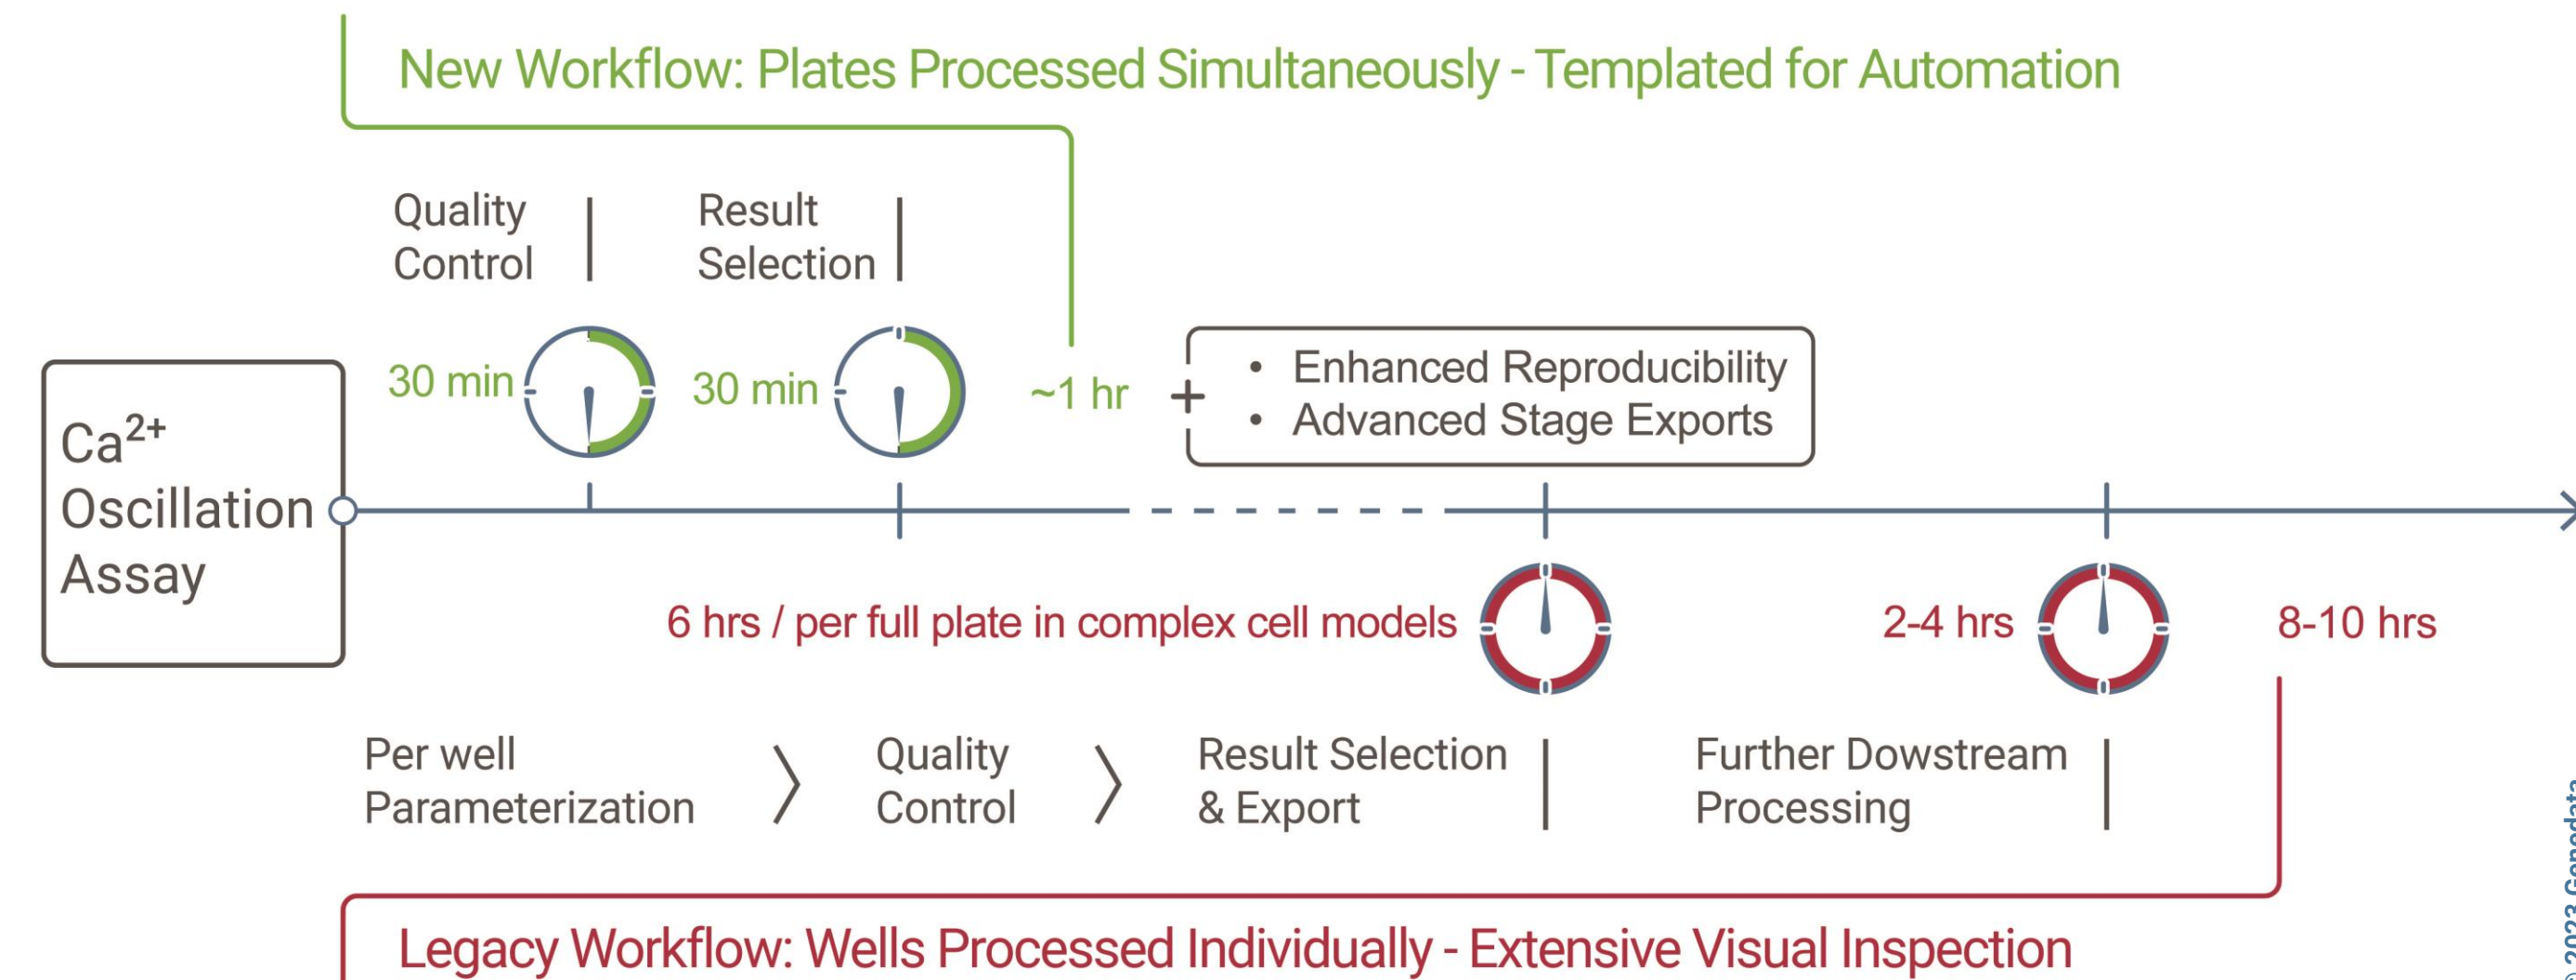 New Workflow: Plates Processed Simultaneously - Templated for Automation
Quality
Control
Result
Selection
30 min
30 min
~1 hr
+
• Enhanced Reproducibility
• Advanced Stage Exports
Ca²⁺
Oscillation
Assay
6 hrs / per full plate in complex cell models
2-4 hrs
8-10 hrs
Per well
Parameterization
Quality
Control
Result Selection
& Export
Further Dowstream
Processing
Legacy Workflow: Wells Processed Individually - Extensive Visual Inspection
© 2023 Genedata